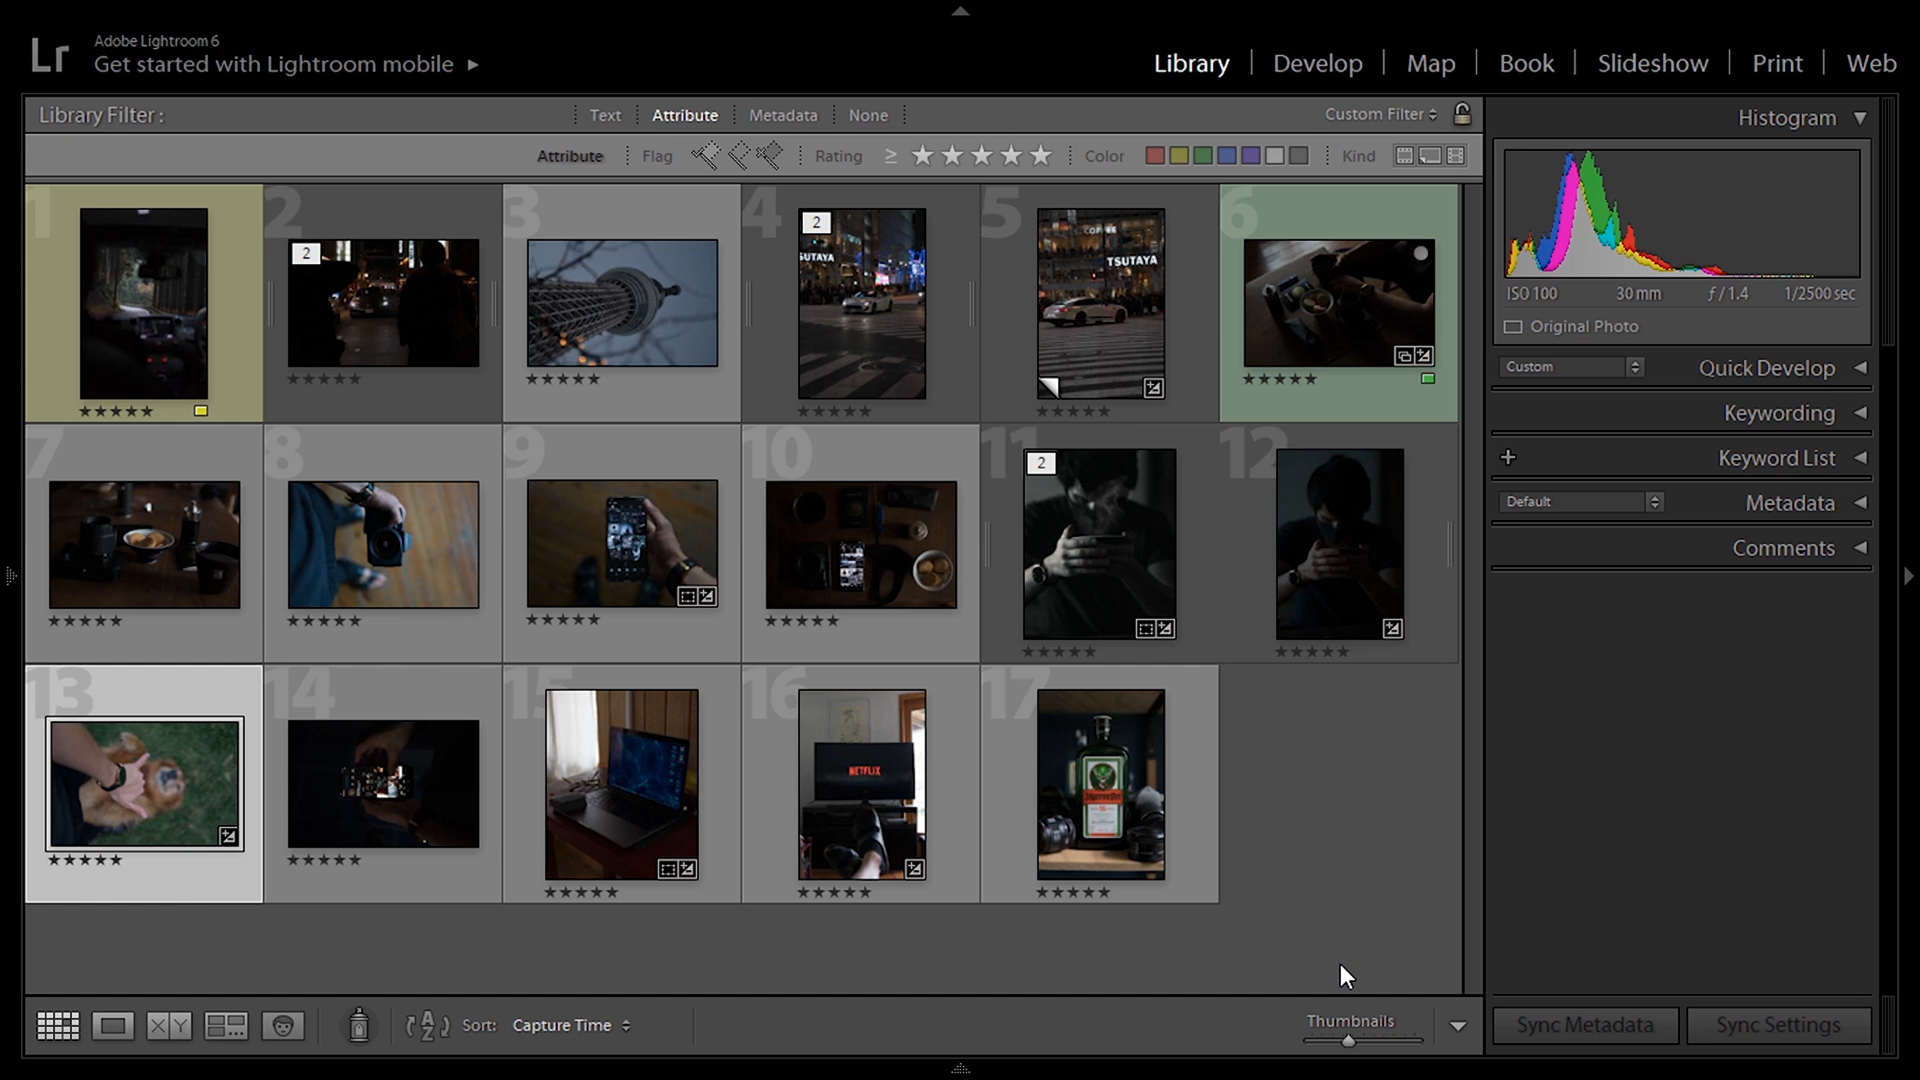 Lr
Adobe Lightroom 6
Get started with Lightroom mobile
Library
Develop
Map
Book
Slideshow
Print
Web
Library Filter :
Text
Attribute
Metadata
None
Custom Filter
Attribute
Flag
Rating
≥
Color
Kind
Histogram
ISO 100
30 mm
ƒ / 1.4
1/2500 sec
Original Photo
Custom
Quick Develop
Keywording
Keyword List
Default
Metadata
Comments
1
2
2
3
4
2
SUTAYA
5
COFFEE
TSUTAYA
6
7
8
9
10
11
2
12
13
14
15
16
NETFLIX
17
Sort:
Capture Time
Thumbnails
Sync Metadata
Sync Settings